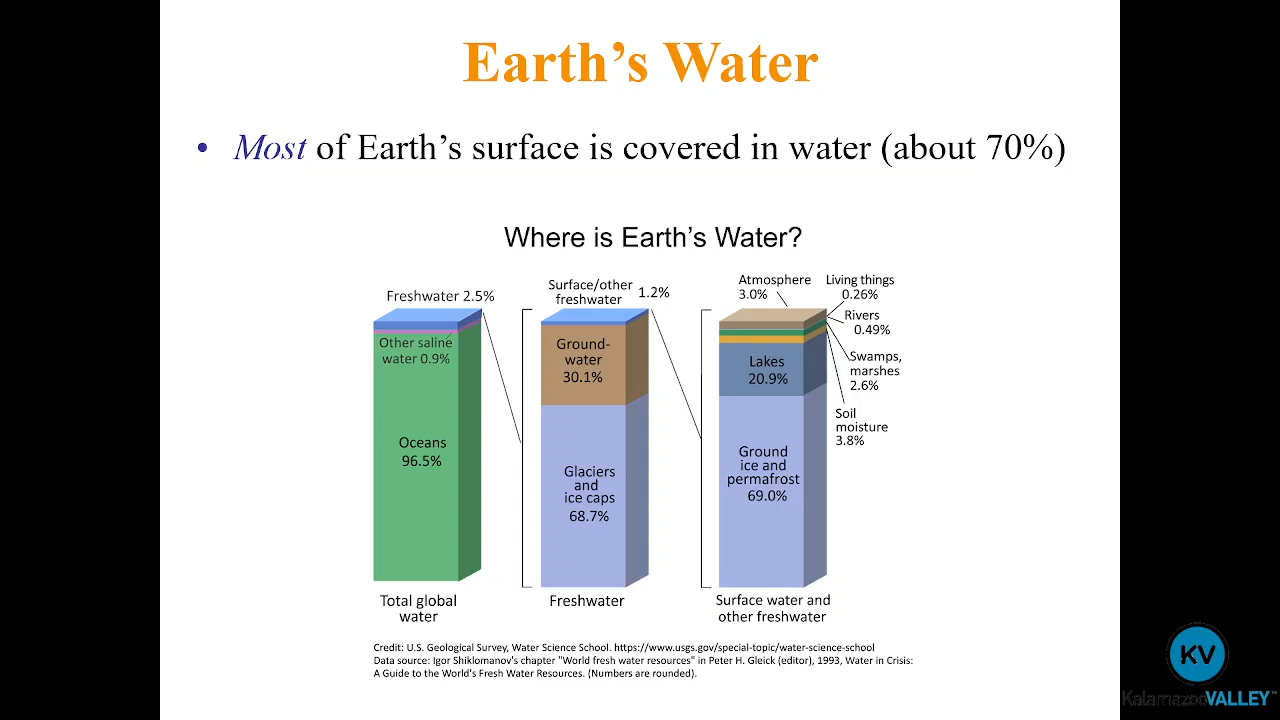 Earth’s Water
• Most of Earth’s surface is covered in water (about 70%)
Where is Earth’s Water?
Freshwater 2.5%
Other saline
water 0.9%
Oceans
96.5%
Total global
water
Surface/other
freshwater 1.2%
Ground-
water
30.1%
Glaciers
and
ice caps
68.7%
Freshwater
Atmosphere
3.0%
Living things
0.26%
Rivers
0.49%
Swamps,
marshes
2.6%
Soil
moisture
3.8%
Lakes
20.9%
Ground
ice and
permafrost
69.0%
Surface water and
other freshwater
Credit: U.S. Geological Survey, Water Science School. https://www.usgs.gov/special-topic/water-science-school
Data source: Igor Shiklomanov's chapter "World fresh water resources" in Peter H. Gleick (editor), 1993, Water in Crisis:
A Guide to the World's Fresh Water Resources. (Numbers are rounded).
KV
Kalamazoo VALLEY™